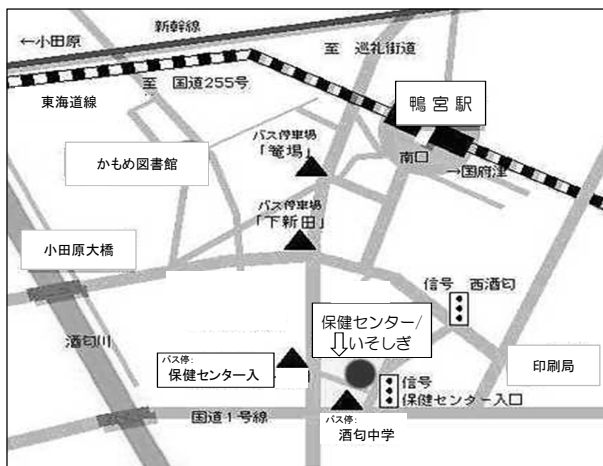 ←小田原
新幹線
至 巡礼街道
東海道線
至 国道255号
鴨宮駅
バス停車場
「篭場」
南口
→国府津
かもめ図書館
バス停車場
「下新田」
小田原大橋
信号 西酒匂
酒匂川
保健センター/
いそしぎ
バス停:
保健センター入
印刷局
信号
保健センター入口
国道1号線
バス停:
酒匂中学